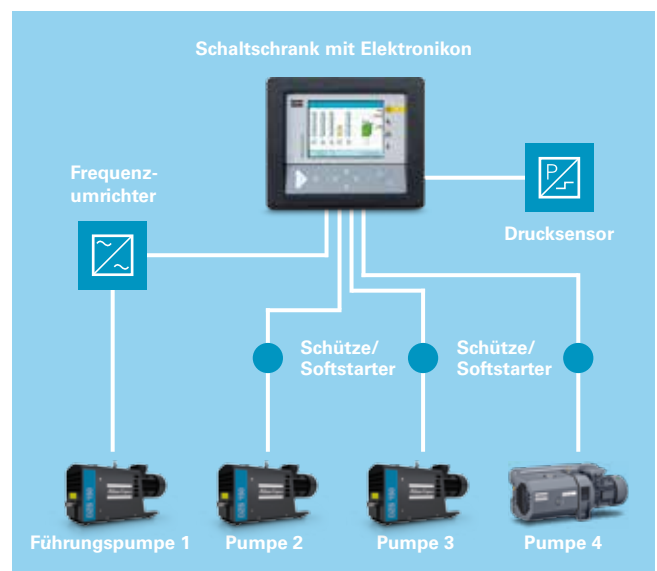 Schaltschrank mit Elektronikon
Frequenz-
umrichter
P
Drucksensor
Schütze/
Softstarter
Schütze/
Softstarter
Führungspumpe 1
Pumpe 2
Pumpe 3
Pumpe 4